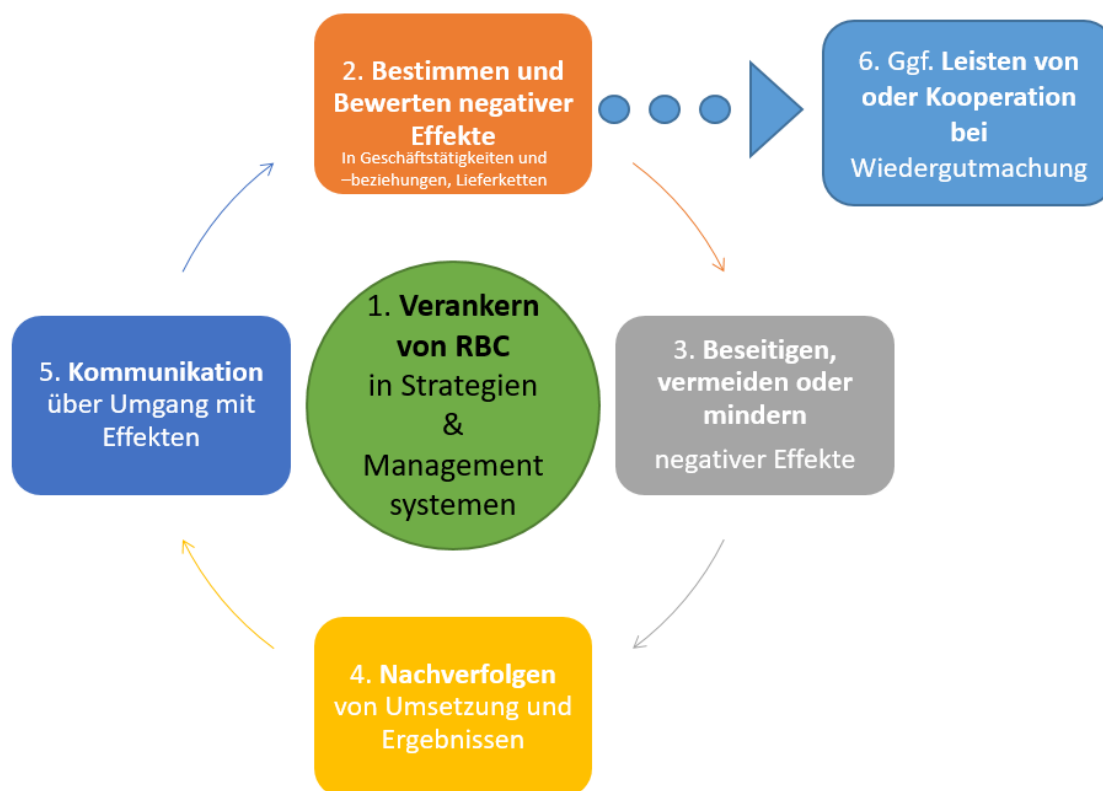 1. Verankern
von RBC
in Strategien
&
Management
systemen
2. Bestimmen und
Bewerten negativer
Effekte
In Geschäftstätigkeiten und
–beziehungen, Lieferketten
3. Beseitigen,
vermeiden oder
mindern
negativer Effekte
4. Nachverfolgen
von Umsetzung und
Ergebnissen
5. Kommunikation
über Umgang mit
Effekten
6. Ggf. Leisten von
oder Kooperation
bei
Wiedergutmachung